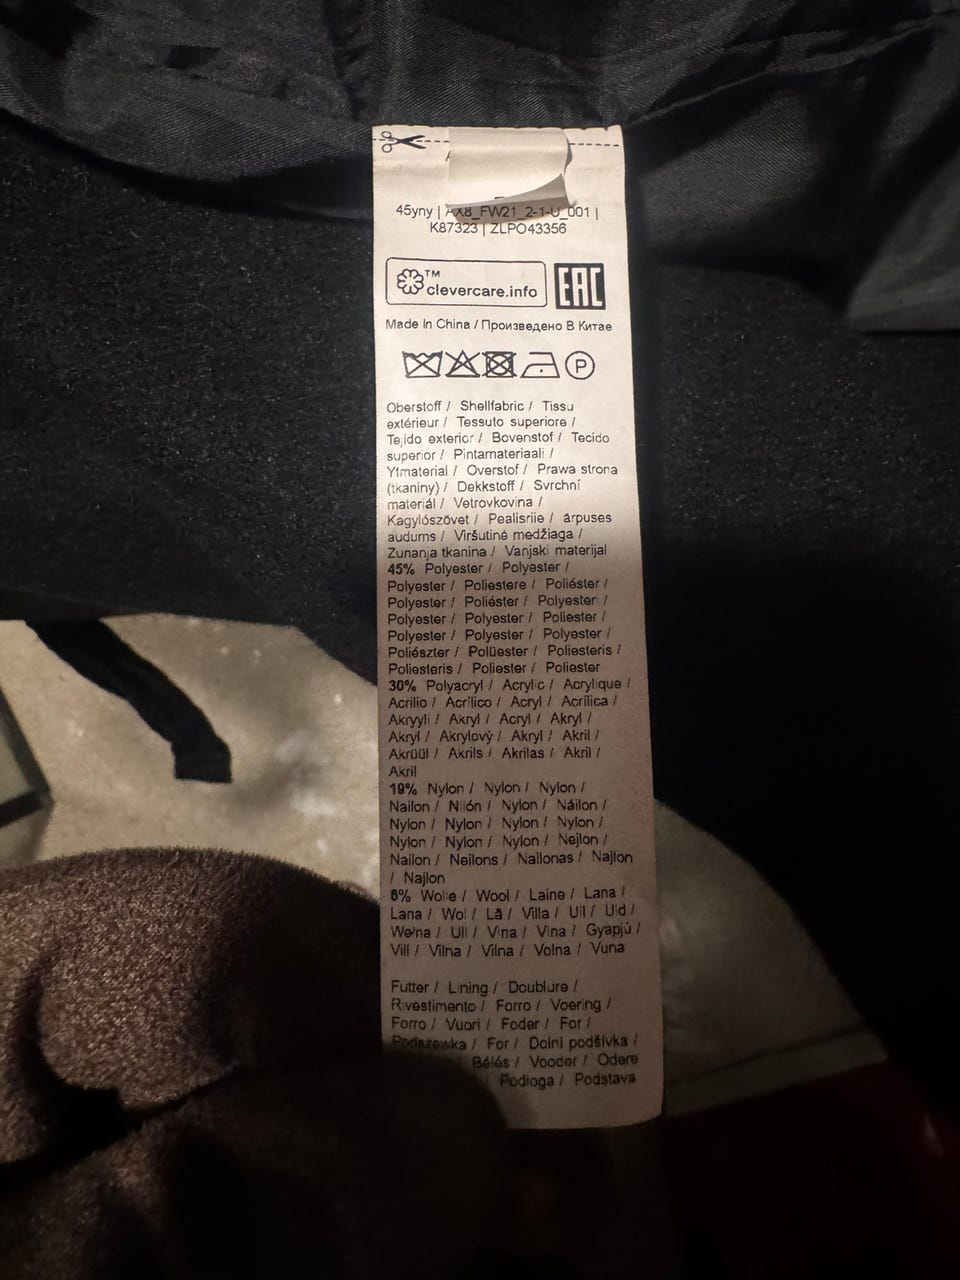 45yny | AX8_FW21_2-1-U_001 |
K87323 | ZLPO43356
TM
clevercare.info
EAC
Made In China / Произведено В Китае
P
Oberstoff / Shellfabric / Tissu
extérieur / Tessuto superiore /
Tejido exterior / Bovenstof / Tecido
superior / Pintamateriaali /
Ytmaterial / Overstof / Prawa strona
(tkaniny) / Dekkstoff / Svrchní
materiál / Vetrovkovina /
Kagylószövet / Pealisriie / ārpuses
audums / Viršutinė medžiaga /
Zunanja tkanina / Vanjski materijal
45% Polyester / Polyester /
Polyester / Poliestere / Poliéster /
Polyester / Poliéster / Polyester /
Polyester / Polyester / Poliester /
Polyester / Polyester / Polyester /
Poliészter / Polüester / Poliesteris /
Poliesteris / Poliester / Poliester
30% Polyacryl / Acrylic / Acrylique /
Acrilio / Acrílico / Acryl / Acrílica /
Akryyli / Akryl / Acryl / Akryl /
Akryl / Akrylový / Akryl / Akril /
Akrüül / Akrils / Akrilas / Akril /
Akril
19% Nylon / Nylon / Nylon /
Nailon / Nilón / Nylon / Náilon /
Nylon / Nylon / Nylon / Nylon /
Nylon / Nylon / Nylon / Nejlon /
Nailon / Neilons / Nailonas / Najlon
/ Najlon
6% Wolle / Wool / Laine / Lana /
Lana / Wol / Lã / Villa / Ull / Uld /
Wełna / Ull / Vlna / Vlna / Gyapjú /
Vill / Vilna / Vilna / Volna / Vuna
Futter / Lining / Doublure /
Rivestimento / Forro / Voering /
Forro / Vuori / Foder / For /
Podszewka / For / Dolní podšívka /
/ Bélés / Vooder / Odere
/ Podloga / Podstava